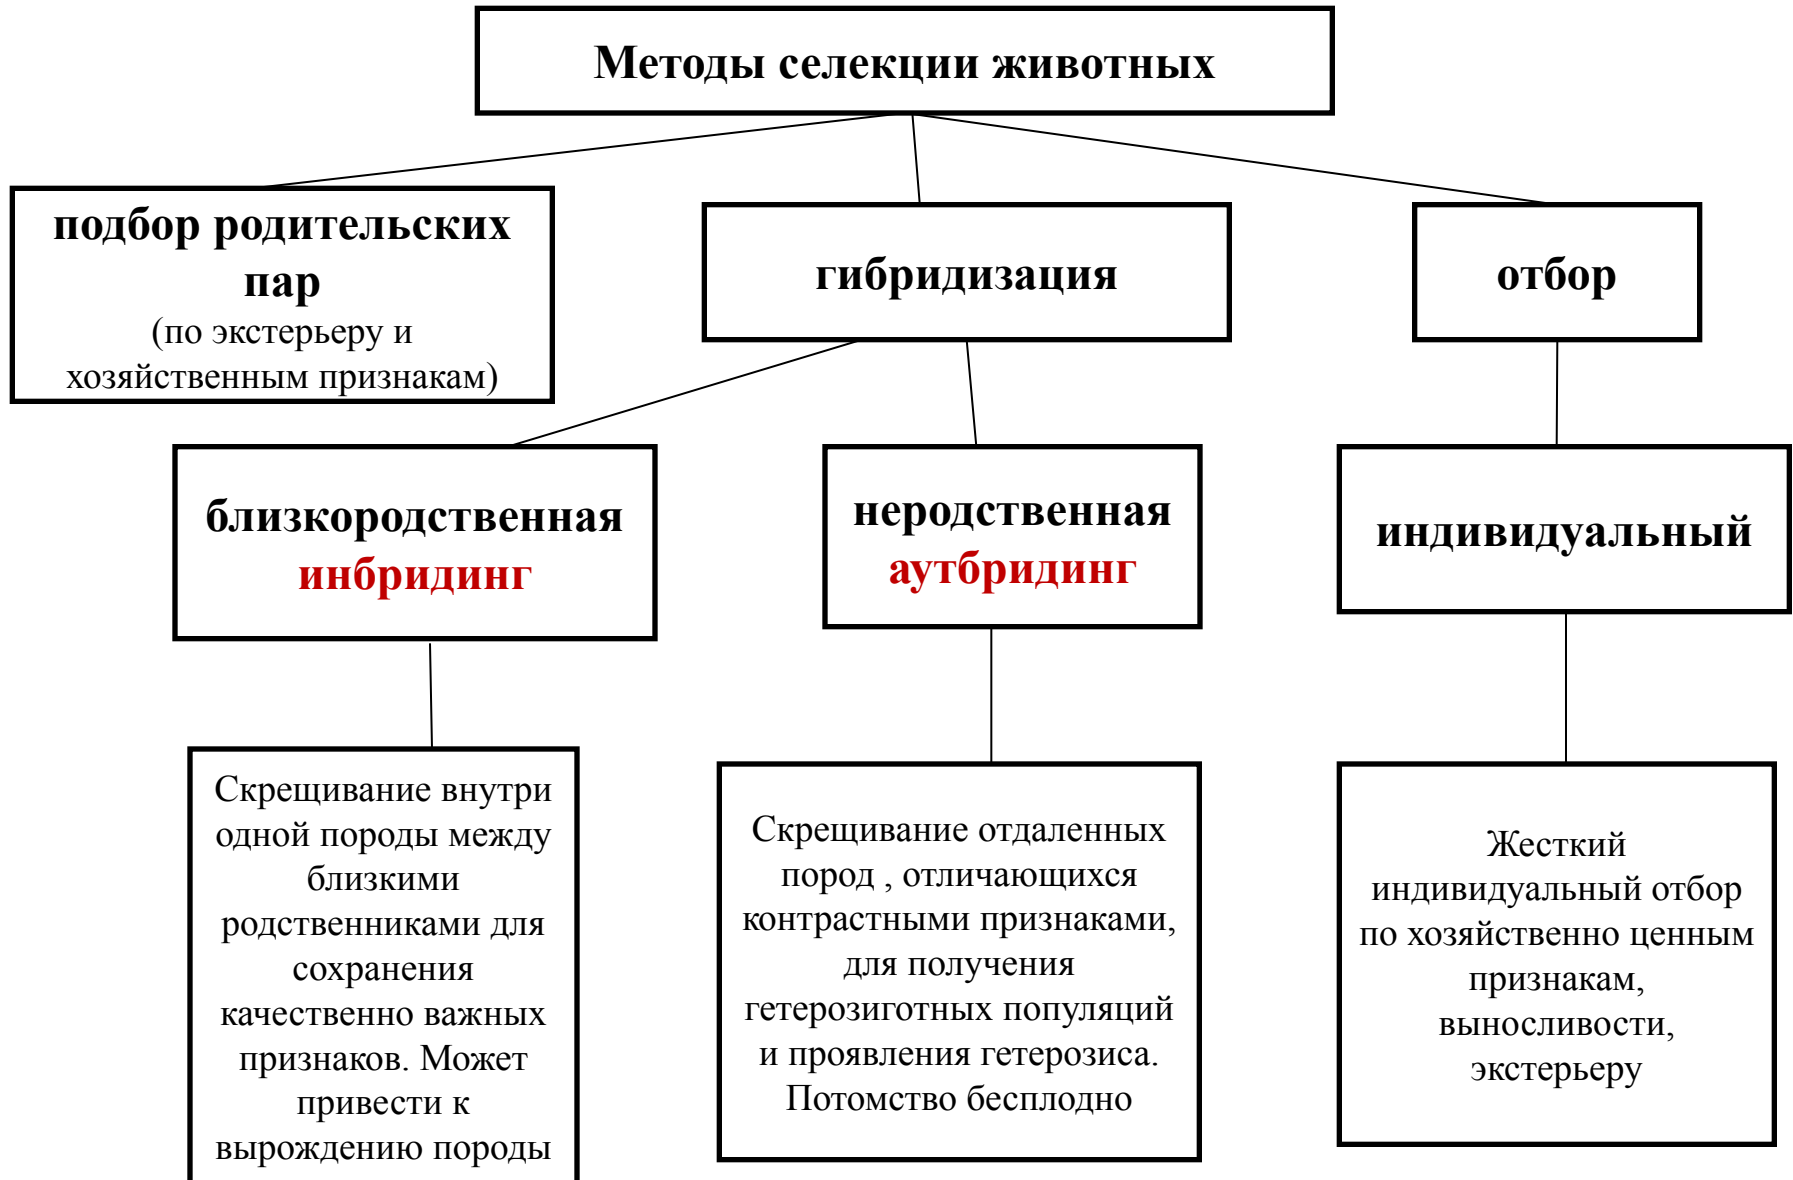 Методы селекции животных
подбор родительских
пар
(по экстерьеру и
хозяйственным признакам)
гибридизация
отбор
близкородственная
инбридинг
неродственная
аутбридинг
индивидуальный
Скрещивание внутри
одной породы между
близкими
родственниками для
сохранения
качественно важных
признаков. Может
привести к
вырождению породы
Скрещивание отдаленных
пород , отличающихся
контрастными признаками,
для получения
гетерозиготных популяций
и проявления гетерозиса.
Потомство бесплодно
Жесткий
индивидуальный отбор
по хозяйственно ценным
признакам,
выносливости,
экстерьеру